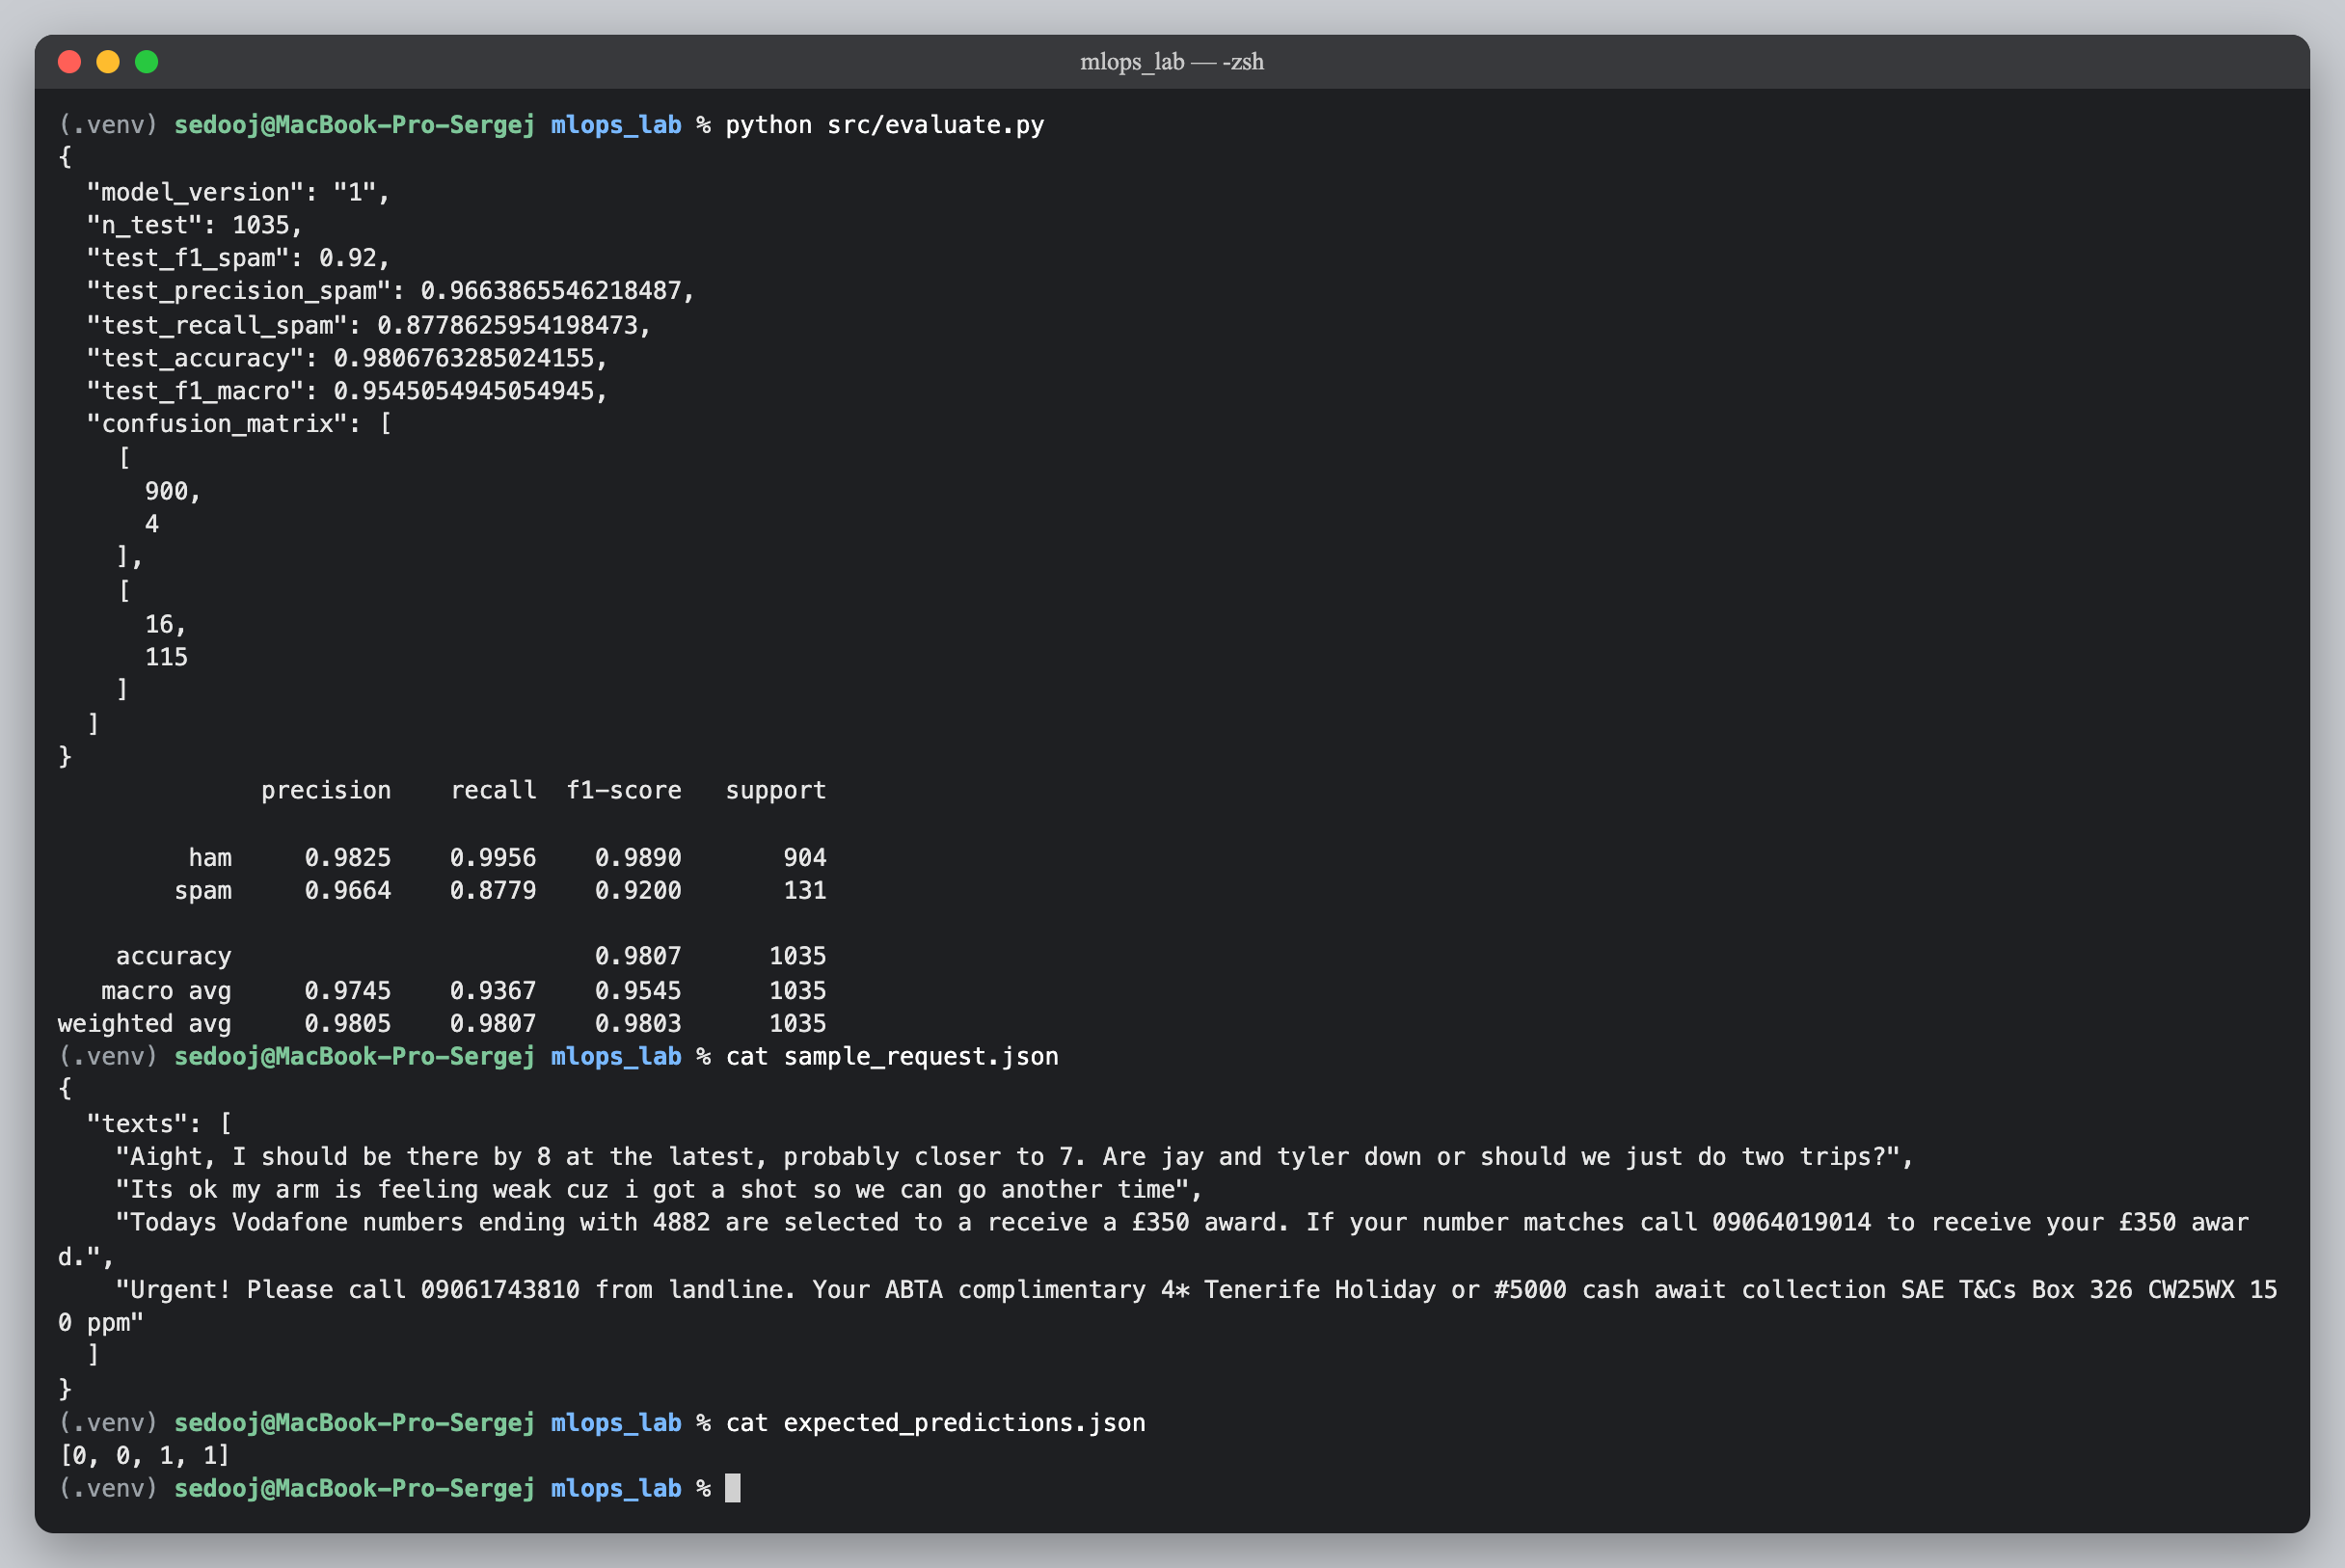 mlops_lab — -zsh
(.venv) sedooj@MacBook-Pro-Sergej mlops_lab % python src/evaluate.py
{
  "model_version": "1",
  "n_test": 1035,
  "test_f1_spam": 0.92,
  "test_precision_spam": 0.9663865546218487,
  "test_recall_spam": 0.8778625954198473,
  "test_accuracy": 0.9806763285024155,
  "test_f1_macro": 0.9545054945054945,
  "confusion_matrix": [
    [
      900,
      4
    ],
    [
      16,
      115
    ]
  ]
}
              precision    recall  f1-score   support

         ham     0.9825    0.9956    0.9890       904
        spam     0.9664    0.8779    0.9200       131

    accuracy                         0.9807      1035
   macro avg     0.9745    0.9367    0.9545      1035
weighted avg     0.9805    0.9807    0.9803      1035
(.venv) sedooj@MacBook-Pro-Sergej mlops_lab % cat sample_request.json
{
  "texts": [
    "Aight, I should be there by 8 at the latest, probably closer to 7. Are jay and tyler down or should we just do two trips?",
    "Its ok my arm is feeling weak cuz i got a shot so we can go another time",
    "Todays Vodafone numbers ending with 4882 are selected to a receive a £350 award. If your number matches call 09064019014 to receive your £350 awar
d.",
    "Urgent! Please call 09061743810 from landline. Your ABTA complimentary 4* Tenerife Holiday or #5000 cash await collection SAE T&Cs Box 326 CW25WX 15
0 ppm"
  ]
}
(.venv) sedooj@MacBook-Pro-Sergej mlops_lab % cat expected_predictions.json
[0, 0, 1, 1]
(.venv) sedooj@MacBook-Pro-Sergej mlops_lab %